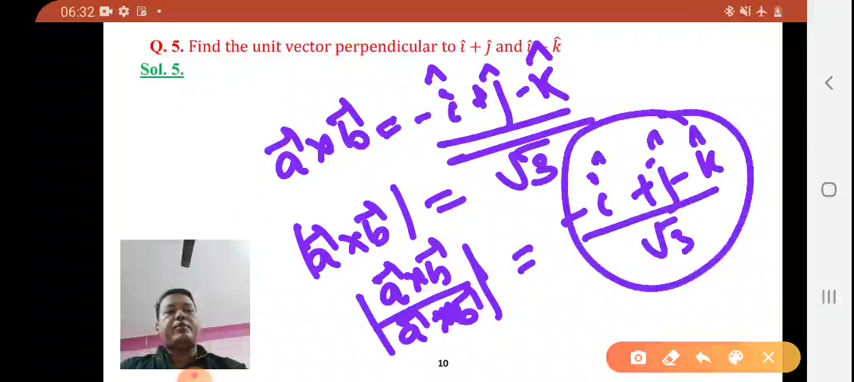 06:32
Q. 5. Find the unit vector perpendicular to î + ĵ and k̂
Sol. 5.
a⃗ × b⃗ = - î + ĵ - k̂
|a⃗ × b⃗| = √3
a⃗ × b⃗ / |a⃗ × b⃗| = - î + ĵ - k̂ / √3
10